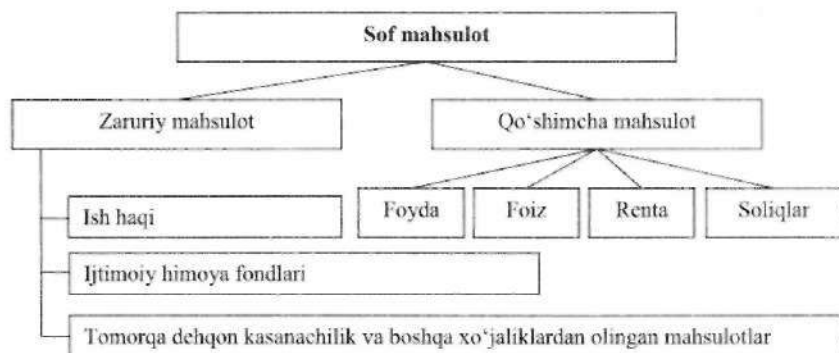 Sof mahsulot
Zaruriy mahsulot
Qo‘shimcha mahsulot
Foyda
Foiz
Renta
Soliqlar
Ish haqi
Ijtimoiy himoya fondlari
Tomorqa dehqon kasanachilik va boshqa xo‘jaliklardan olingan mahsulotlar